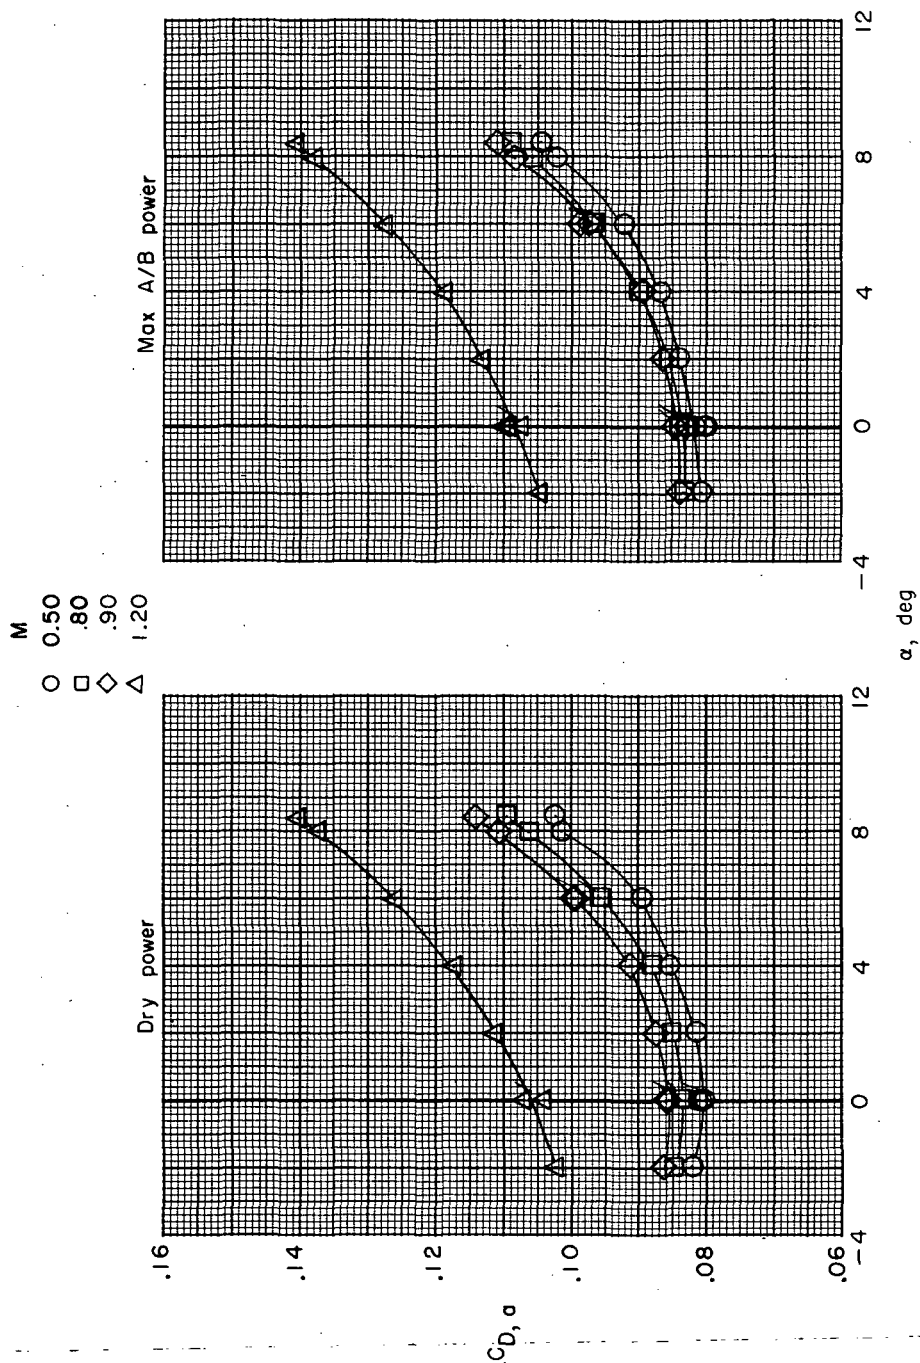 M
0.50
.80
.90
1.20
Dry power
Max A/B power
.16
.14
.12
.10
.08
.06
C_D, a
-4 0 4 8 12
-4 0 4 8 12
α, deg